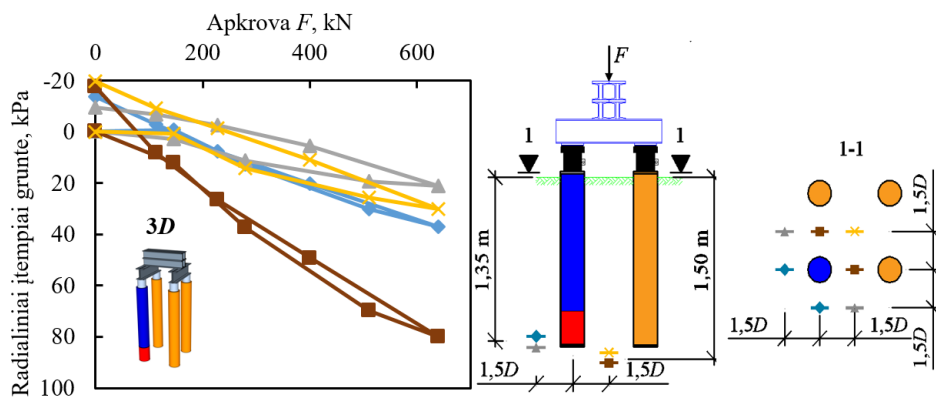 Apkrova F, kN
0 200 400 600
Radialiniai įtempiai grunte, kPa
-20
0
20
40
60
80
100
3D
F
1 1
1,35 m
1,50 m
1,5D 1,5D
1-1
1,5D
1,5D
1,5D 1,5D